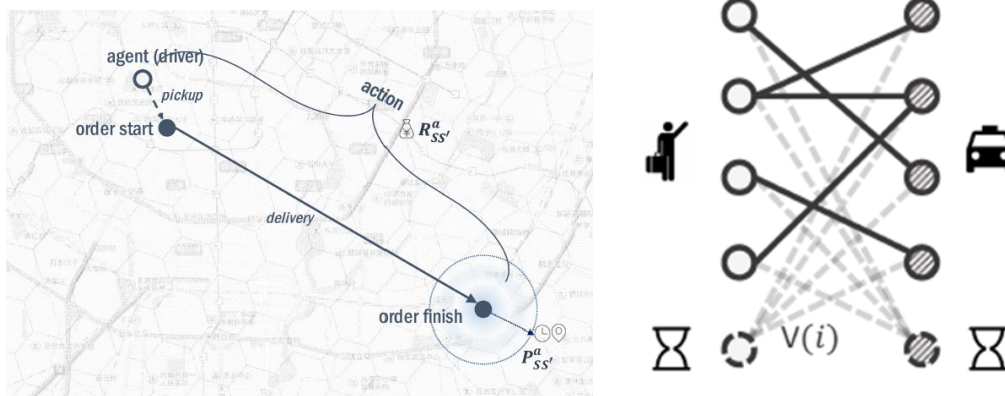 agent (driver)
pickup
order start
action
R^a_{SS'}
delivery
order finish
P^a_{SS'}
V(i)